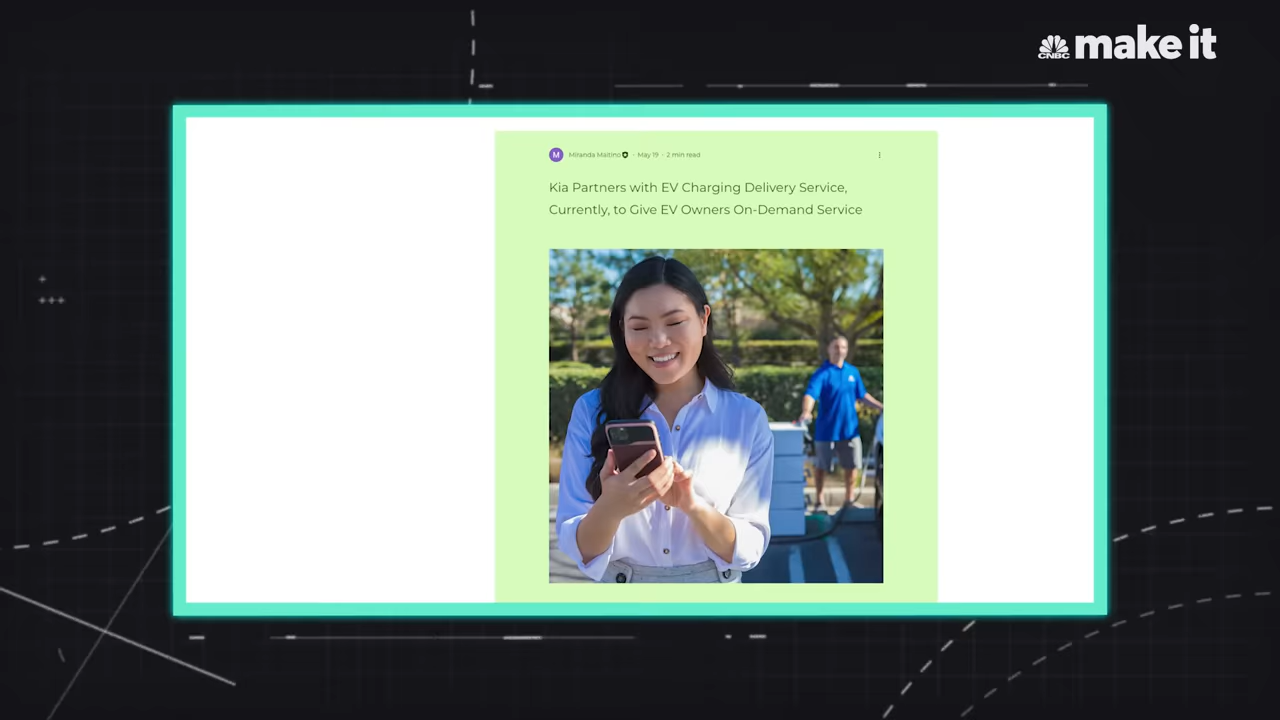 CNBC make it
M Miranda Maitino · May 19 · 2 min read
Kia Partners with EV Charging Delivery Service,
Currently, to Give EV Owners On-Demand Service